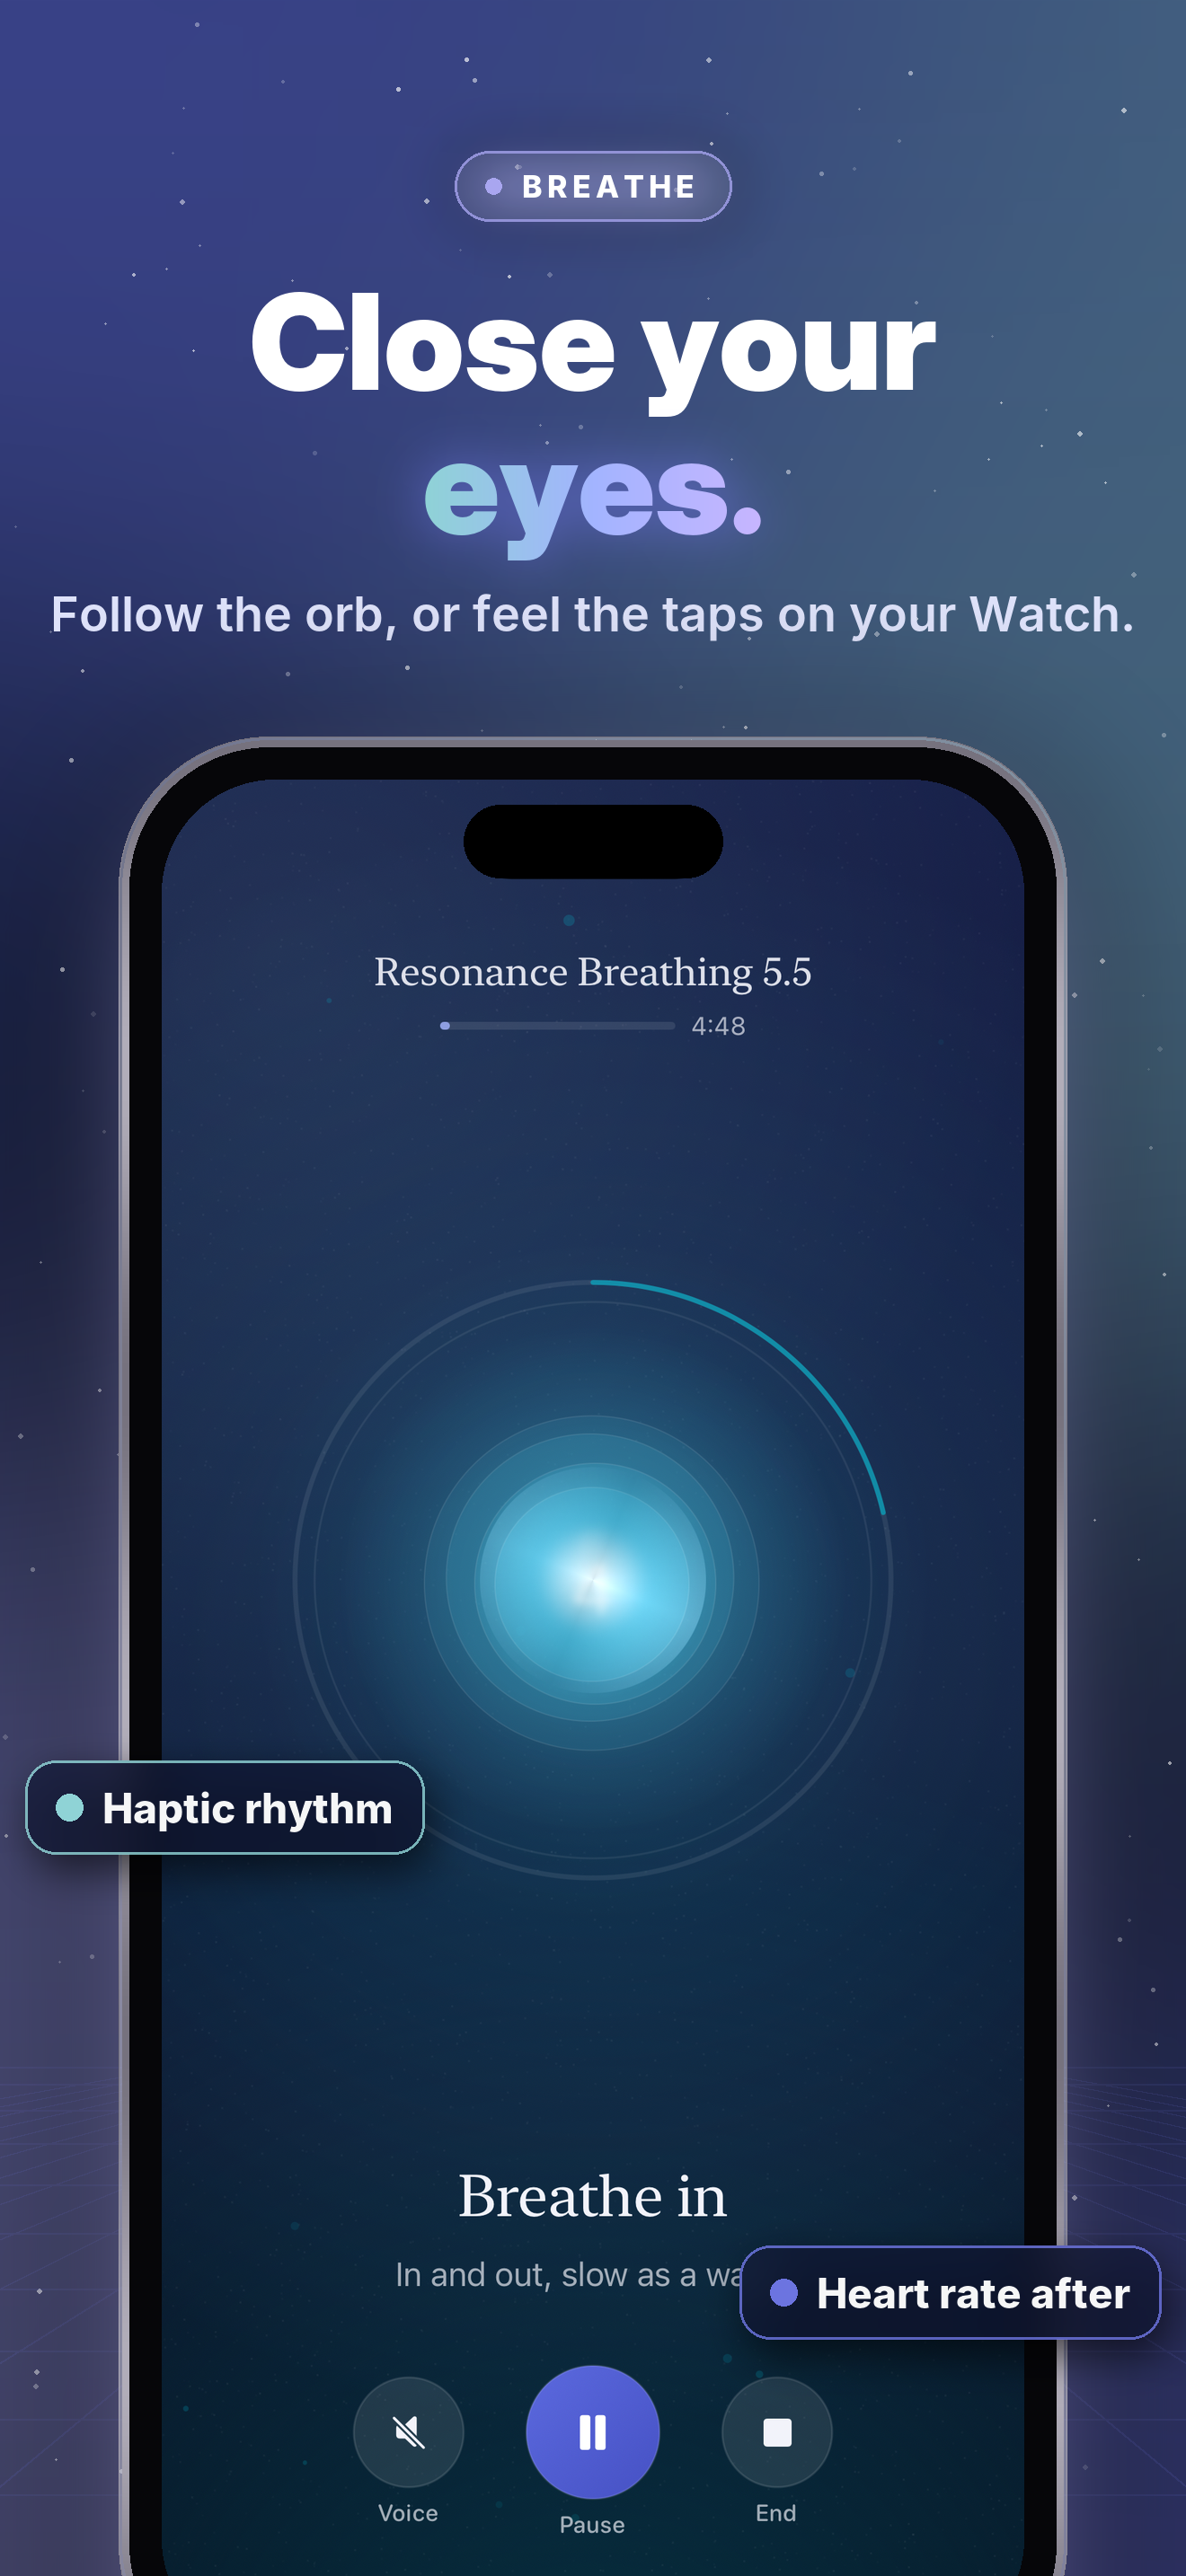 BREATHE
Close your
eyes.
Follow the orb, or feel the taps on your Watch.
Resonance Breathing 5.5
4:48
Haptic rhythm
Breathe in
In and out, slow as a
Heart rate after
Voice
Pause
End